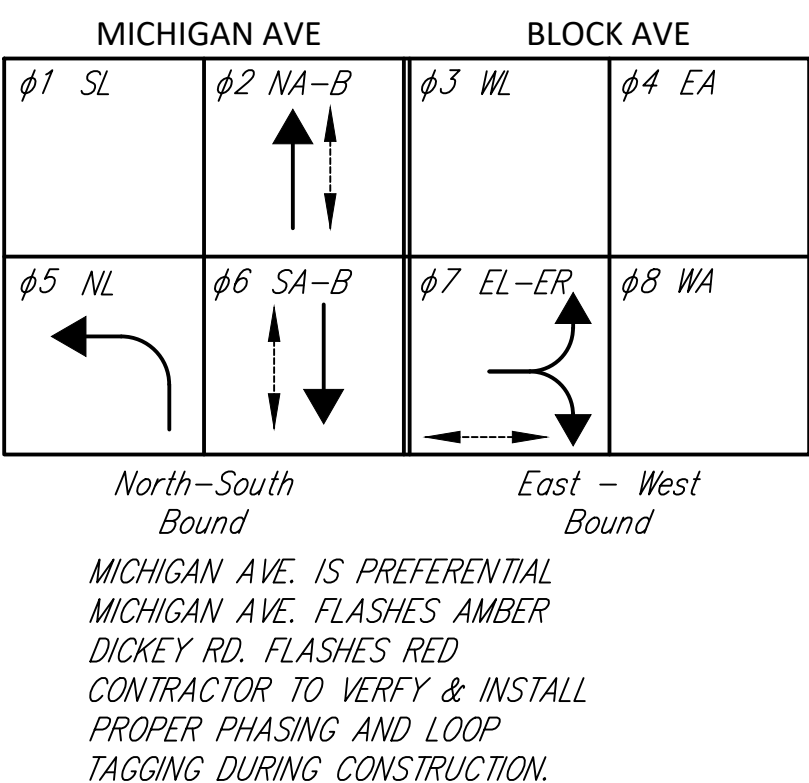 MICHIGAN AVE BLOCK AVE
ϕ1 SL ϕ2 NA-B ϕ3 WL ϕ4 EA
ϕ5 NL ϕ6 SA-B ϕ7 EL-ER ϕ8 WA
North-South East - West
Bound Bound
MICHIGAN AVE. IS PREFERENTIAL
MICHIGAN AVE. FLASHES AMBER
DICKEY RD. FLASHES RED
CONTRACTOR TO VERFY & INSTALL
PROPER PHASING AND LOOP
TAGGING DURING CONSTRUCTION.